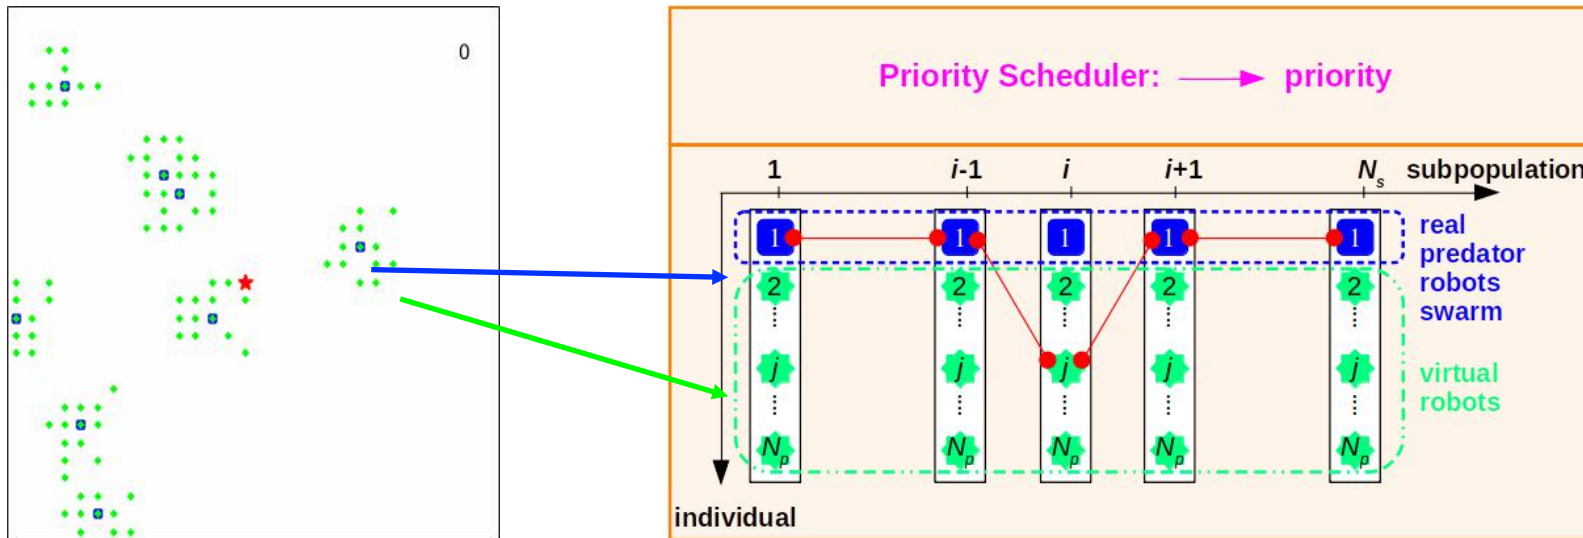 0
Priority Scheduler: priority
1 i-1 i i+1 Ns subpopulation
1 1 1 1 1
real
predator
robots
swarm
2 2 2 2 2
j j j j j
virtual
robots
Np Np Np Np Np
individual